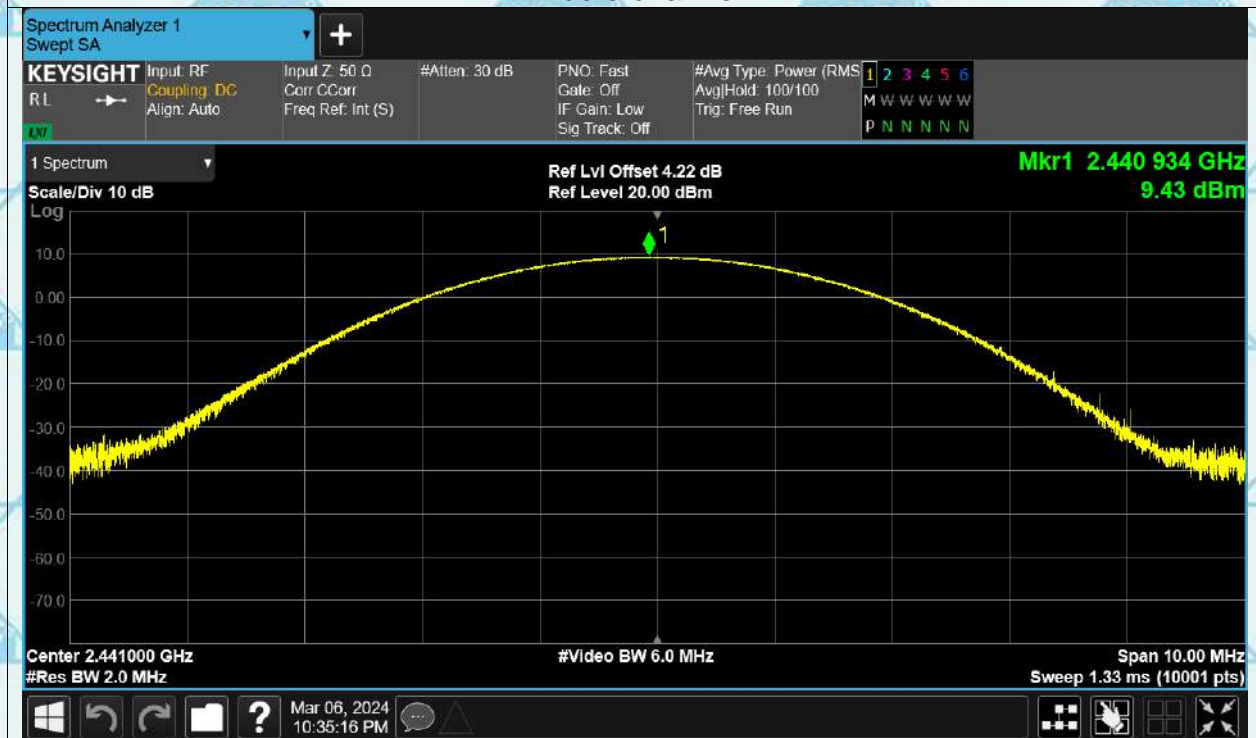 Spectrum Analyzer 1
Swept SA
+
KEYSIGHT
RL
LXI
Input: RF
Coupling: DC
Align: Auto
Input Z: 50 Ω
Corr CCorr
Freq Ref: Int (S)
#Atten: 30 dB
PNO: Fast
Gate: Off
IF Gain: Low
Sig Track: Off
#Avg Type: Power (RMS
Avg|Hold: 100/100
Trig: Free Run
1 2 3 4 5 6
M W W W W W
P N N N N N
1 Spectrum
Scale/Div 10 dB
Log
Ref Lvl Offset 4.22 dB
Ref Level 20.00 dBm
Mkr1 2.440 934 GHz
9.43 dBm
1
10.0
0.00
-10.0
-20.0
-30.0
-40.0
-50.0
-60.0
-70.0
Center 2.441000 GHz
#Res BW 2.0 MHz
#Video BW 6.0 MHz
Span 10.00 MHz
Sweep 1.33 ms (10001 pts)
?
Mar 06, 2024
10:35:16 PM